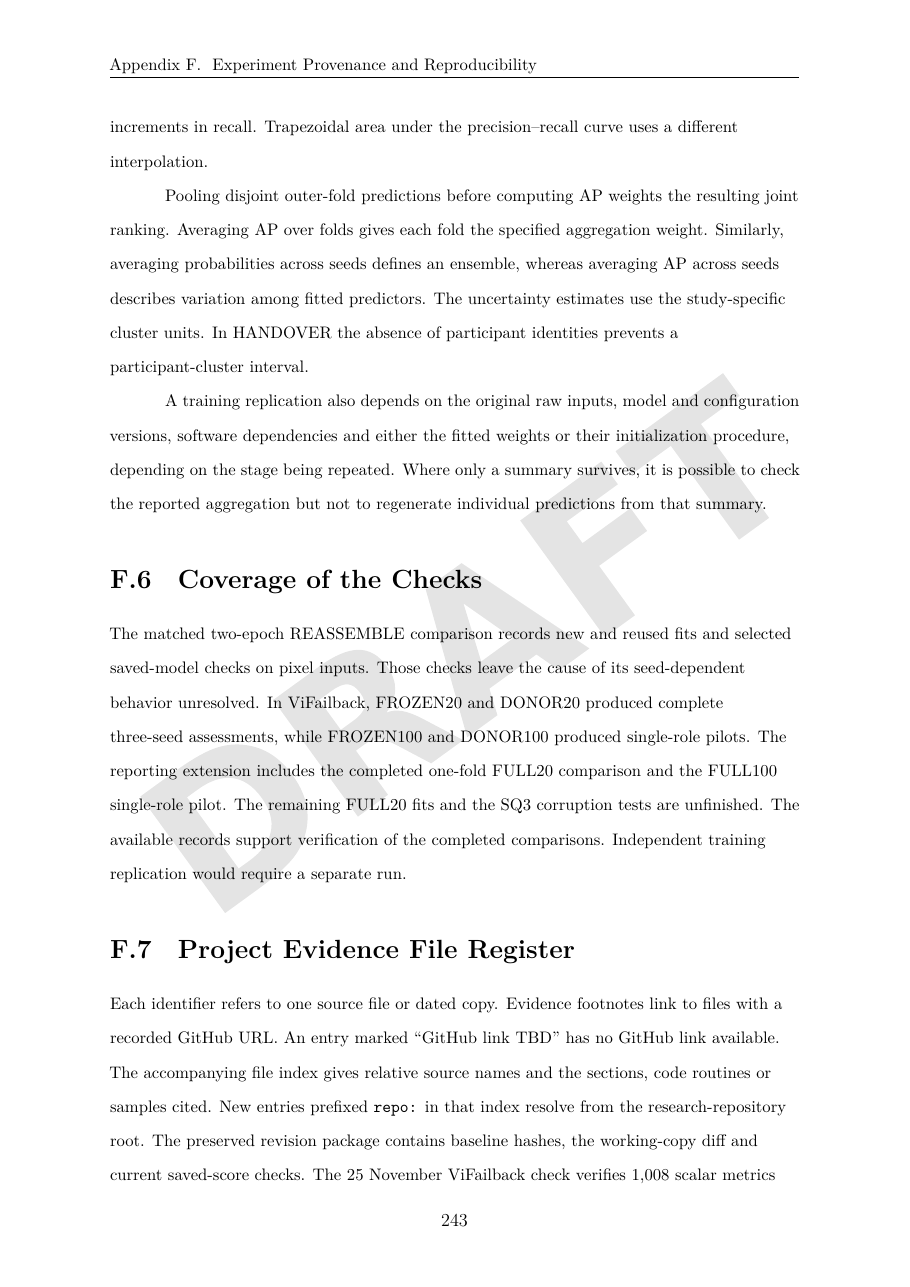 Appendix F. Experiment Provenance and Reproducibility
increments in recall. Trapezoidal area under the precision–recall curve uses a different
interpolation.
Pooling disjoint outer-fold predictions before computing AP weights the resulting joint
ranking. Averaging AP over folds gives each fold the specified aggregation weight. Similarly,
averaging probabilities across seeds defines an ensemble, whereas averaging AP across seeds
describes variation among fitted predictors. The uncertainty estimates use the study-specific
cluster units. In HANDOVER the absence of participant identities prevents a
participant-cluster interval.
A training replication also depends on the original raw inputs, model and configuration
versions, software dependencies and either the fitted weights or their initialization procedure,
depending on the stage being repeated. Where only a summary survives, it is possible to check
the reported aggregation but not to regenerate individual predictions from that summary.
F.6 Coverage of the Checks
The matched two-epoch REASSEMBLE comparison records new and reused fits and selected
saved-model checks on pixel inputs. Those checks leave the cause of its seed-dependent
behavior unresolved. In ViFailback, FROZEN20 and DONOR20 produced complete
three-seed assessments, while FROZEN100 and DONOR100 produced single-role pilots. The
reporting extension includes the completed one-fold FULL20 comparison and the FULL100
single-role pilot. The remaining FULL20 fits and the SQ3 corruption tests are unfinished. The
available records support verification of the completed comparisons. Independent training
replication would require a separate run.
F.7 Project Evidence File Register
Each identifier refers to one source file or dated copy. Evidence footnotes link to files with a
recorded GitHub URL. An entry marked “GitHub link TBD” has no GitHub link available.
The accompanying file index gives relative source names and the sections, code routines or
samples cited. New entries prefixed repo: in that index resolve from the research-repository
root. The preserved revision package contains baseline hashes, the working-copy diff and
current saved-score checks. The 25 November ViFailback check verifies 1,008 scalar metrics
243
DRAFT